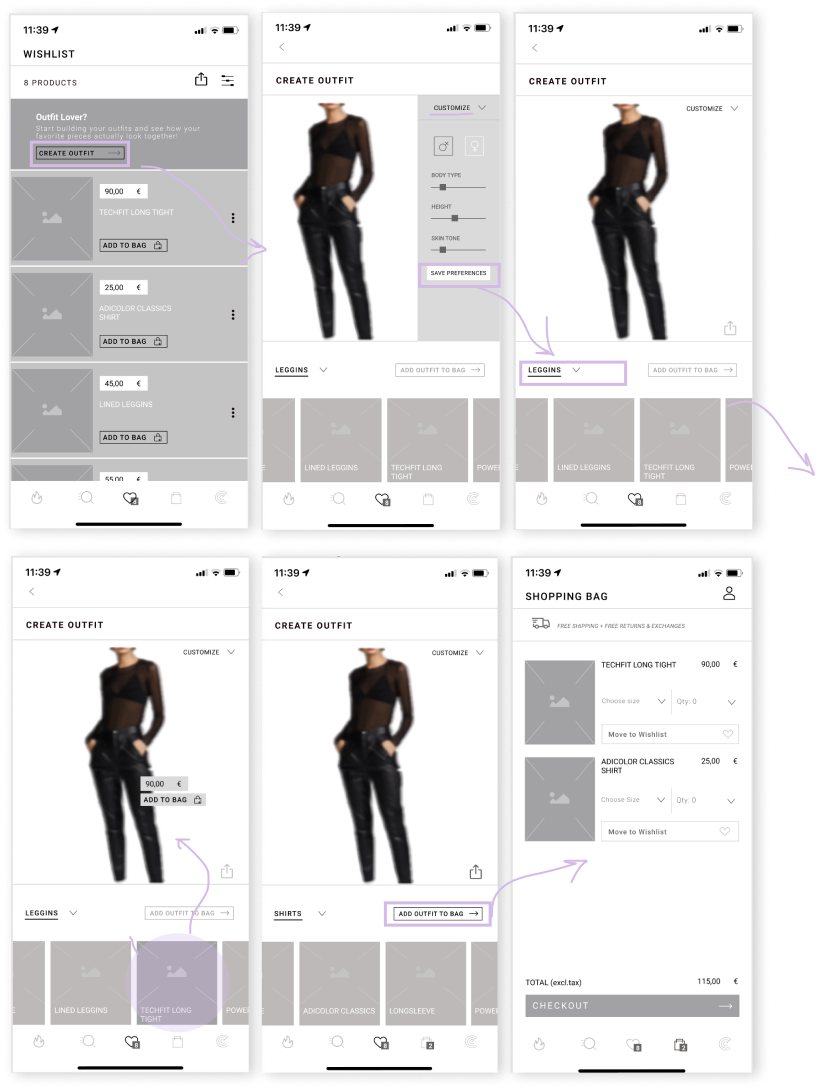 11:39
WISHLIST
8 PRODUCTS
Outfit Lover?
Start building your outfits and see how your
favorite pieces actually look together!
CREATE OUTFIT
90,00 €
TECHFIT LONG TIGHT
ADD TO BAG
25,00 €
ADICOLOR CLASSICS
SHIRT
ADD TO BAG
45,00 €
LINED LEGGINS
ADD TO BAG
55,00 €
11:39
CREATE OUTFIT
CUSTOMIZE
BODY TYPE
HEIGHT
SKIN TONE
SAVE PREFERENCES
LEGGINS
ADD OUTFIT TO BAG
E
LINED LEGGINS
TECHFIT LONG
TIGHT
POWE
8
11:39
CREATE OUTFIT
CUSTOMIZE
LEGGINS
ADD OUTFIT TO BAG
E
LINED LEGGINS
TECHFIT LONG
TIGHT
POWE
8
11:39
CREATE OUTFIT
CUSTOMIZE
90,00 €
ADD TO BAG
LEGGINS
ADD OUTFIT TO BAG
E
LINED LEGGINS
TECHFIT LONG
TIGHT
POWE
11:39
CREATE OUTFIT
CUSTOMIZE
SHIRTS
ADD OUTFIT TO BAG
ADICOLOR CLASSICS
LONGSLEEVE
POWE
2
11:39
SHOPPING BAG
FREE SHIPPING + FREE RETURNS & EXCHANGES
TECHFIT LONG TIGHT 90,00 €
Choose size
Qty: 0
Move to Wishlist
ADICOLOR CLASSICS
SHIRT
25,00 €
Choose Size
Qty: 0
Move to Wishlist
TOTAL (excl.tax) 115,00 €
CHECKOUT
8
2